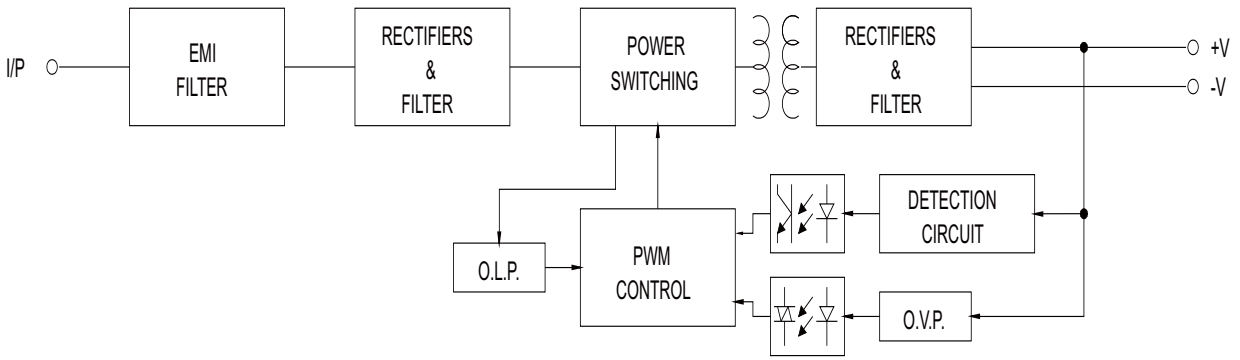 I/P
EMI
FILTER
RECTIFIERS
&
FILTER
POWER
SWITCHING
RECTIFIERS
&
FILTER
+V
-V
O.L.P.
PWM
CONTROL
DETECTION
CIRCUIT
O.V.P.